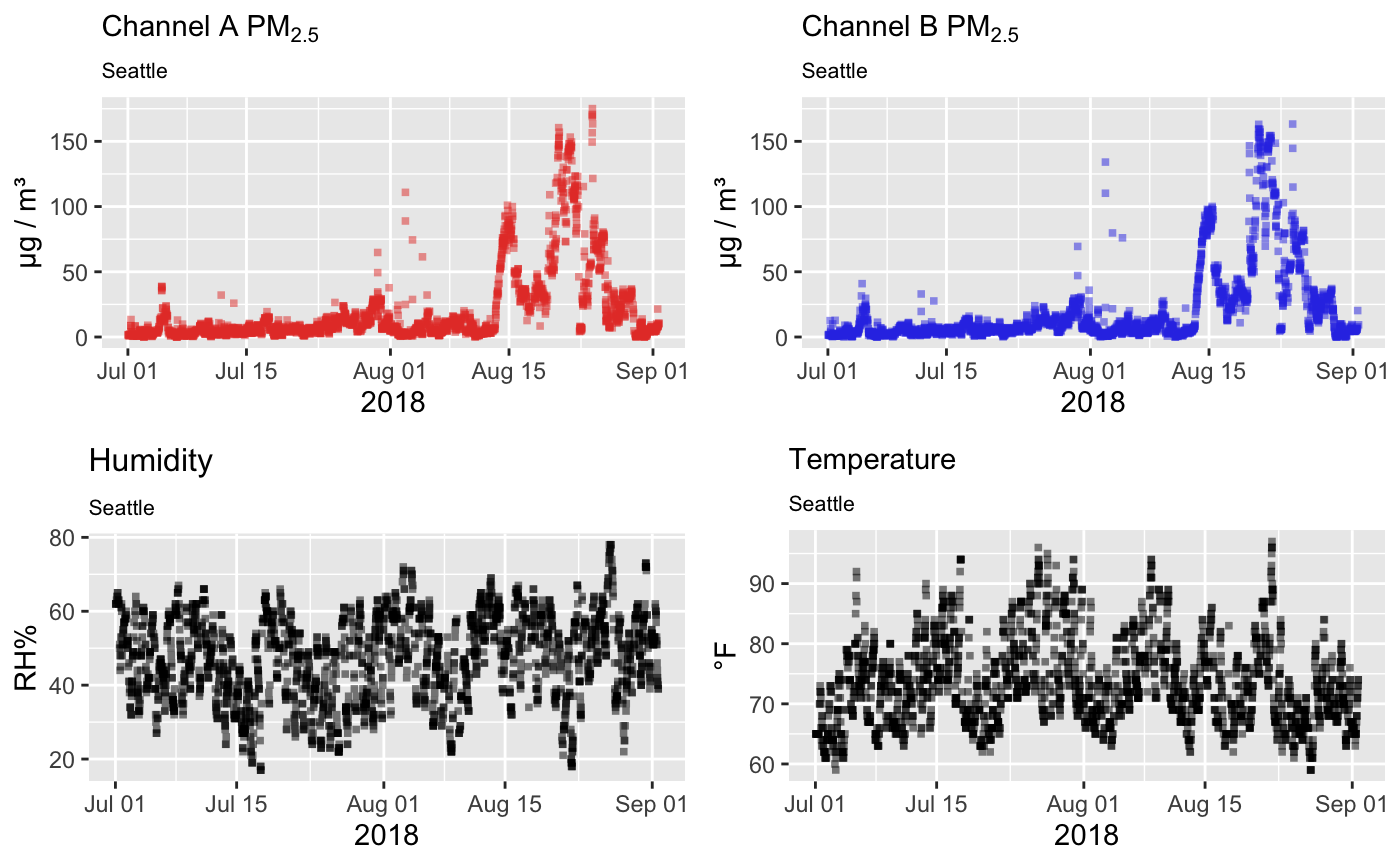 Channel A PM2.5
Seattle
µg / m³
150
100
50
0
Jul 01 Jul 15 Aug 01 Aug 15 Sep 01
2018
Channel B PM2.5
Seattle
µg / m³
150
100
50
0
Jul 01 Jul 15 Aug 01 Aug 15 Sep 01
2018
Humidity
Seattle
RH%
80
60
40
20
Jul 01 Jul 15 Aug 01 Aug 15 Sep 01
2018
Temperature
Seattle
°F
90
80
70
60
Jul 01 Jul 15 Aug 01 Aug 15 Sep 01
2018